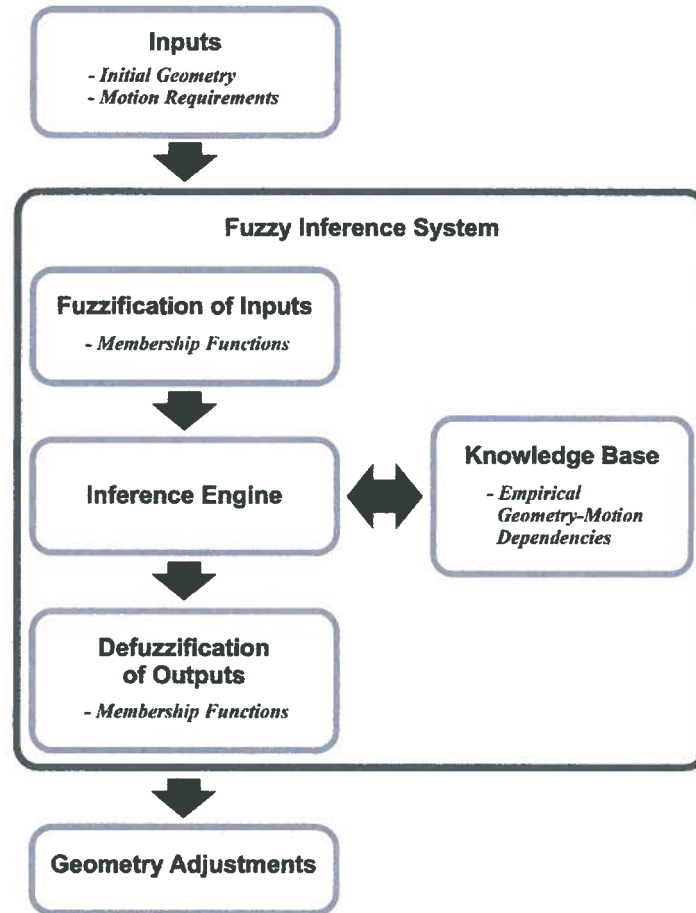 Inputs
- Initial Geometry
- Motion Requirements
Fuzzy Inference System
Fuzzification of Inputs
- Membership Functions
Inference Engine
Knowledge Base
- Empirical
Geometry-Motion
Dependencies
Defuzzification
of Outputs
- Membership Functions
Geometry Adjustments